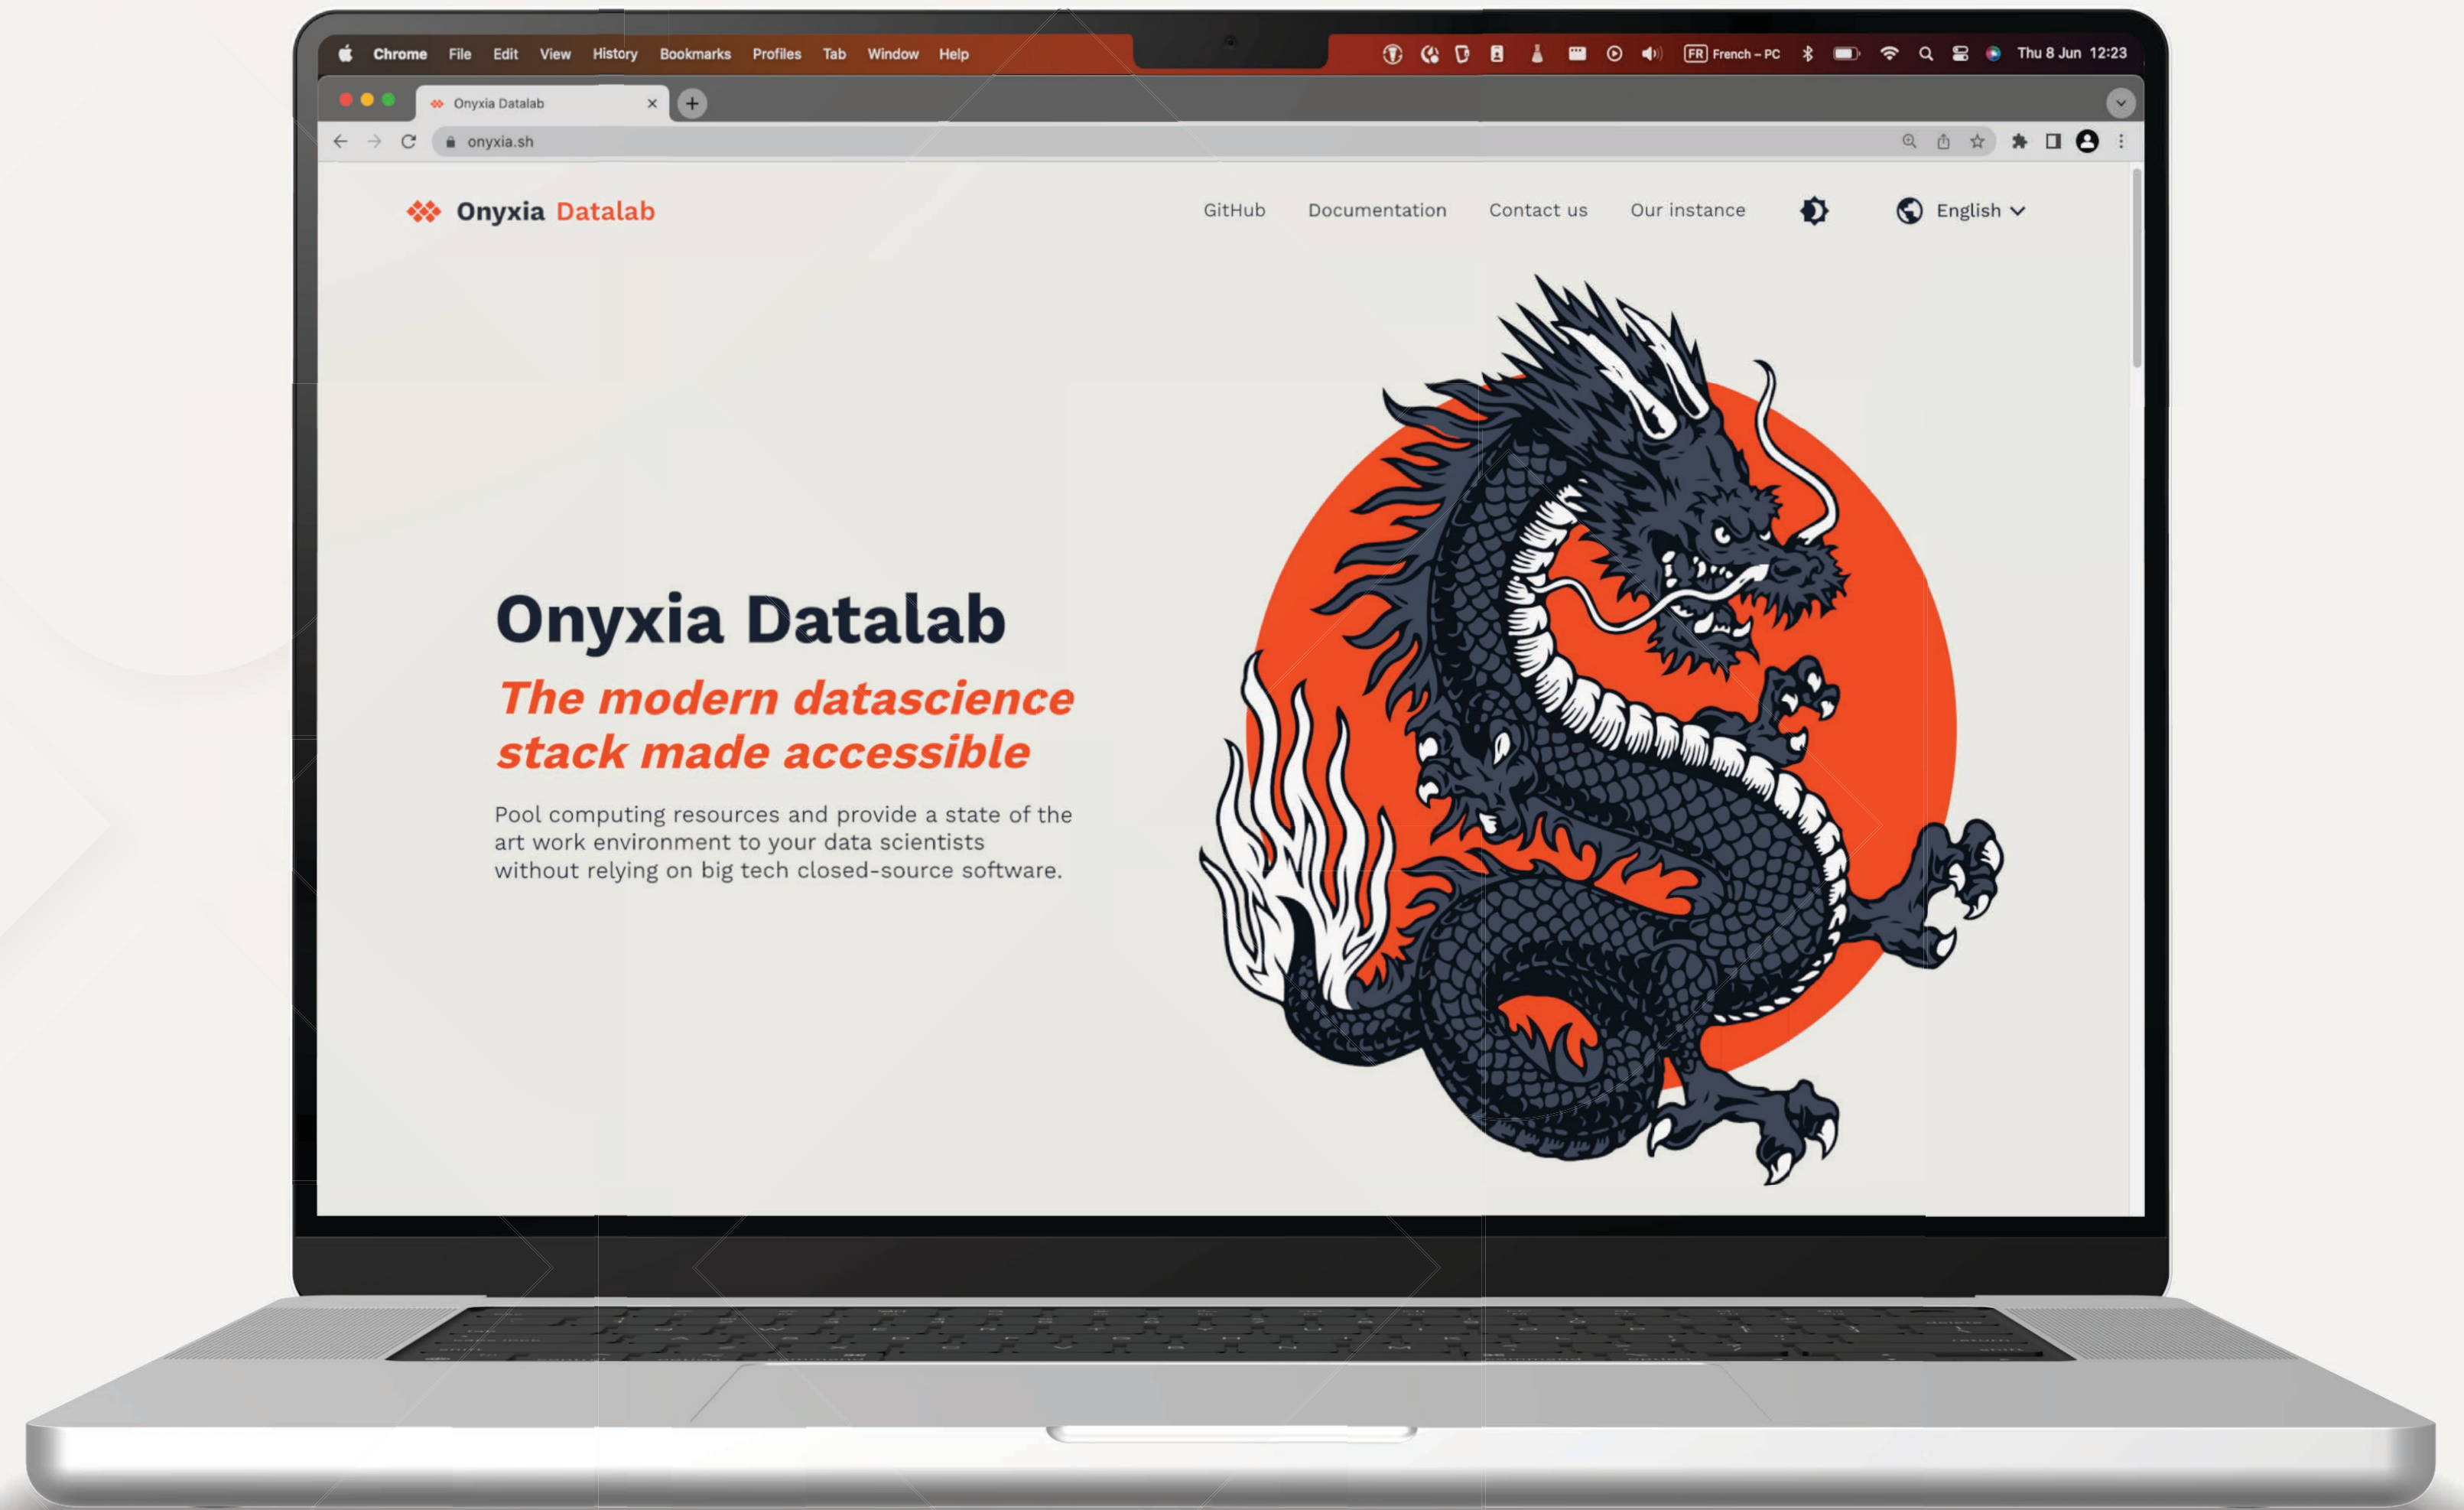 Chrome File Edit View History Bookmarks Profiles Tab Window Help
FR French – PC
Thu 8 Jun 12:23
Onyxia Datalab
onyxia.sh
Onyxia Datalab
GitHub Documentation Contact us Our instance English
Onyxia Datalab
The modern datascience
stack made accessible
Pool computing resources and provide a state of the
art work environment to your data scientists
without relying on big tech closed-source software.